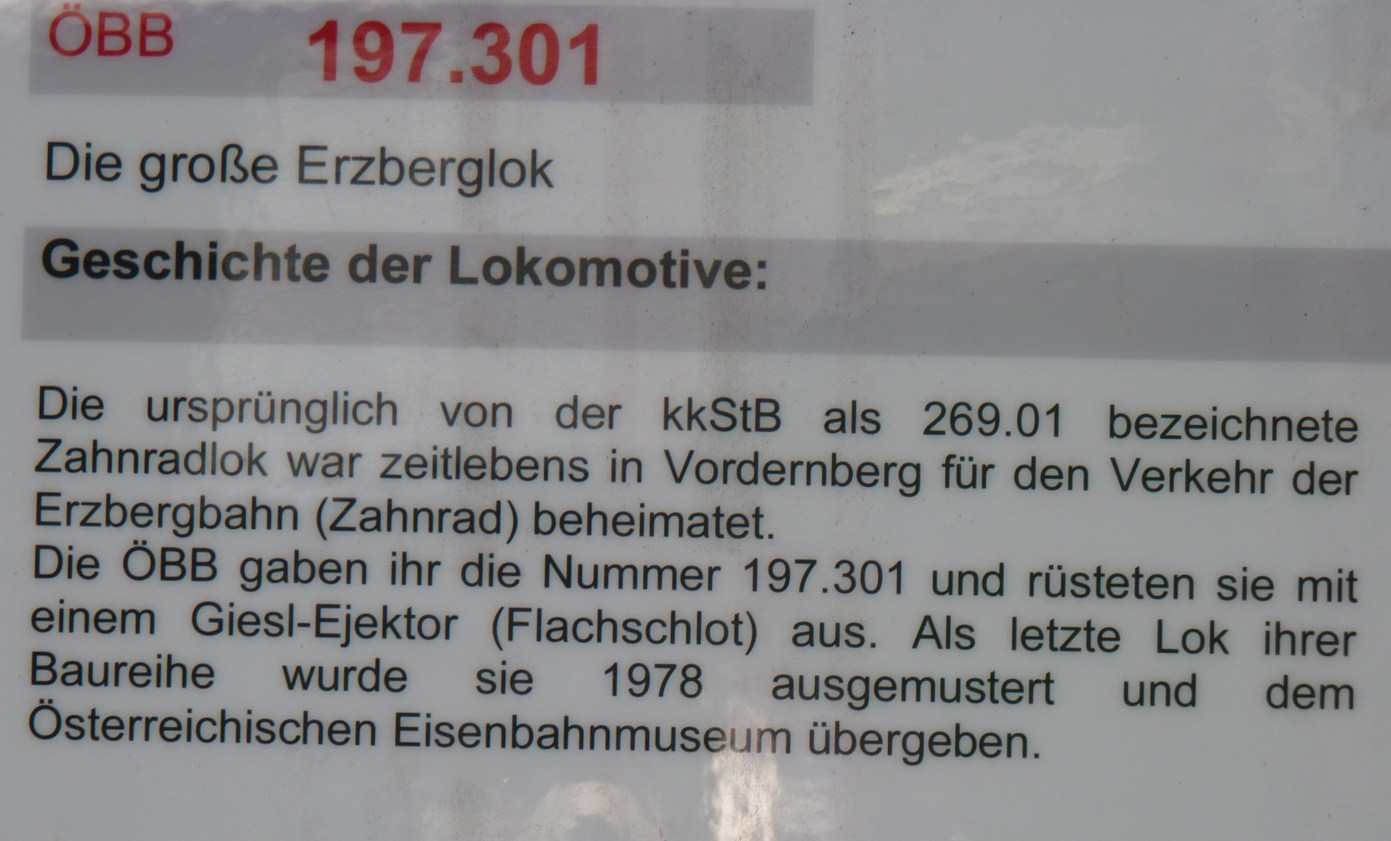 ÖBB 197.301
Die große Erzberglok
Geschichte der Lokomotive:
Die ursprünglich von der kkStB als 269.01 bezeichnete
Zahnradlok war zeitlebens in Vordernberg für den Verkehr der
Erzbergbahn (Zahnrad) beheimatet.
Die ÖBB gaben ihr die Nummer 197.301 und rüsteten sie mit
einem Giesl-Ejektor (Flachschlot) aus. Als letzte Lok ihrer
Baureihe wurde sie 1978 ausgemustert und dem
Österreichischen Eisenbahnmuseum übergeben.